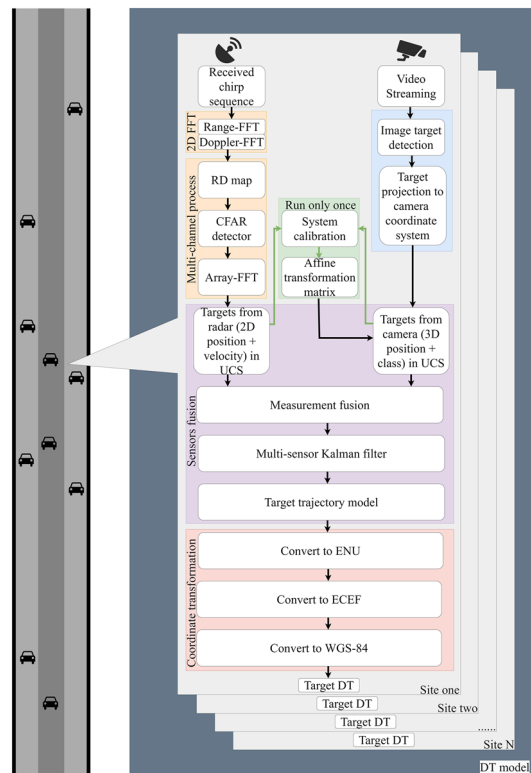 Received
chirp
sequence
Video
Streaming
2D FFT
Range-FFT
Doppler-FFT
Image target
detection
Multi-channel process
RD map
CFAR
detector
Array-FFT
Run only once
System
calibration
Affine
transformation
matrix
Target
projection to
camera
coordinate
system
Sensors fusion
Targets from
radar (2D
position +
velocity) in
UCS
Targets from
camera (3D
position +
class) in UCS
Measurement fusion
Multi-sensor Kalman filter
Target trajectory model
Coordinate transformation
Convert to ENU
Convert to ECEF
Convert to WGS-84
Target DT
Site one
Target DT
Site two
Target DT
......
Target DT
Site N
DT model